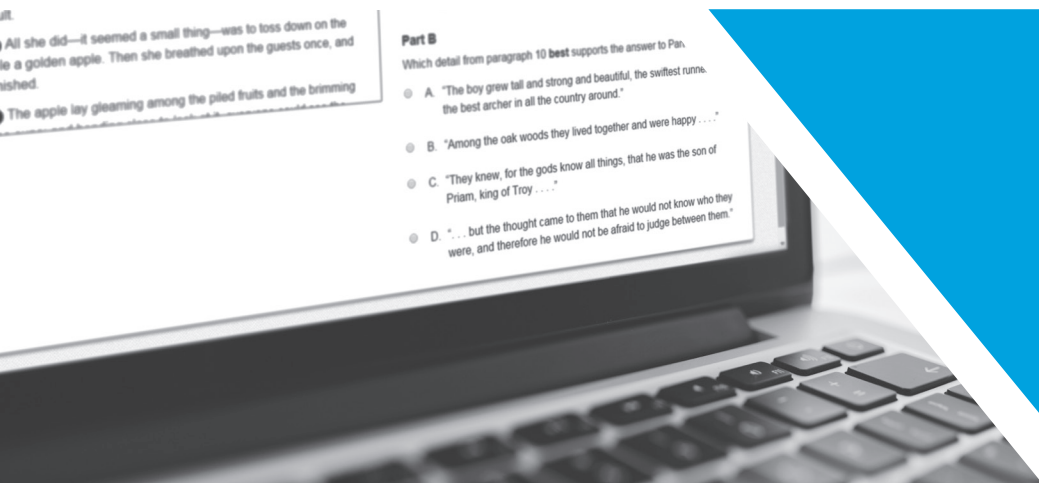 All she did—it seemed a small thing—was to toss down on the
a golden apple. Then she breathed upon the guests once, and
The apple lay gleaming among the piled fruits and the brimming
Part B
Which detail from paragraph 10 best supports the answer to
A. "The boy grew tall and strong and beautiful, the swiftest
the best archer in all the country around."
B. "Among the oak woods they lived together and were happy . . . ."
C. "They knew, for the gods know all things, that he was the son of
Priam, king of Troy . . . ."
D. ". . . but the thought came to them that he would not know who they
were, and therefore he would not be afraid to judge between them."